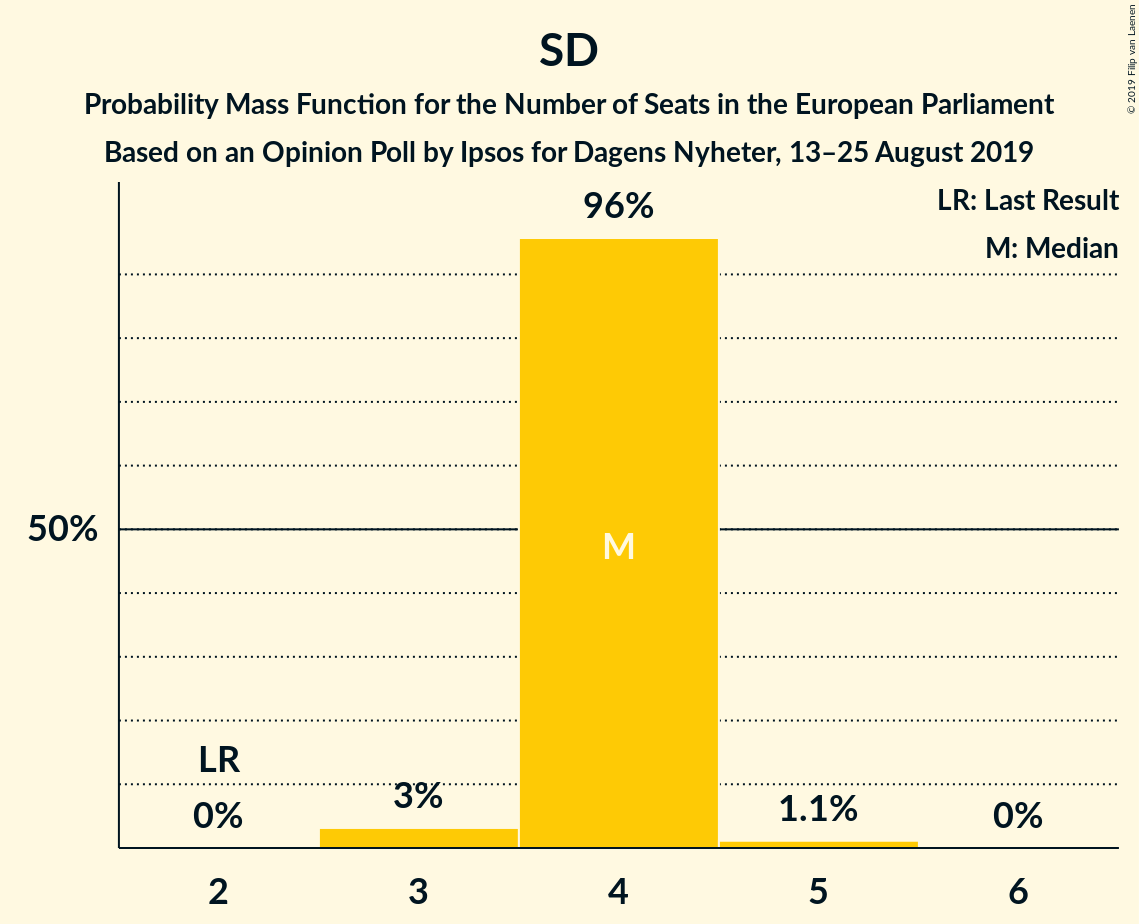 SD
Probability Mass Function for the Number of Seats in the European Parliament
Based on an Opinion Poll by Ipsos for Dagens Nyheter, 13–25 August 2019
© 2019 Filip van Laenen
LR: Last Result
M: Median
96%
50%
M
LR
0%
3%
1.1%
0%
2 3 4 5 6